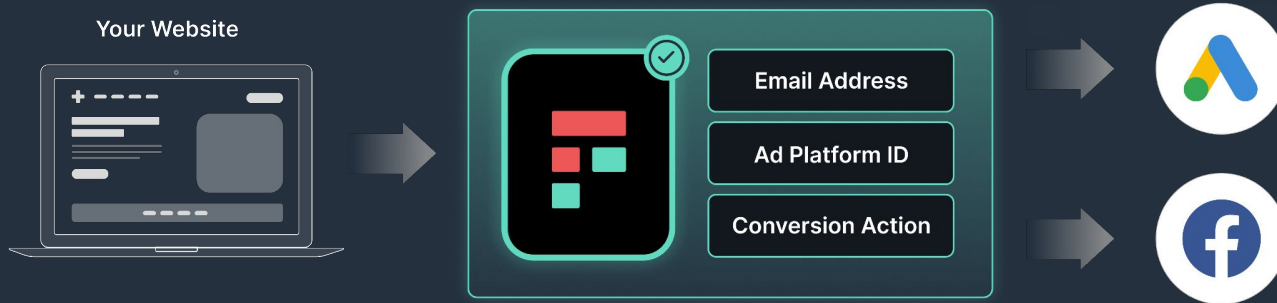 Your Website
Email Address
Ad Platform ID
Conversion Action